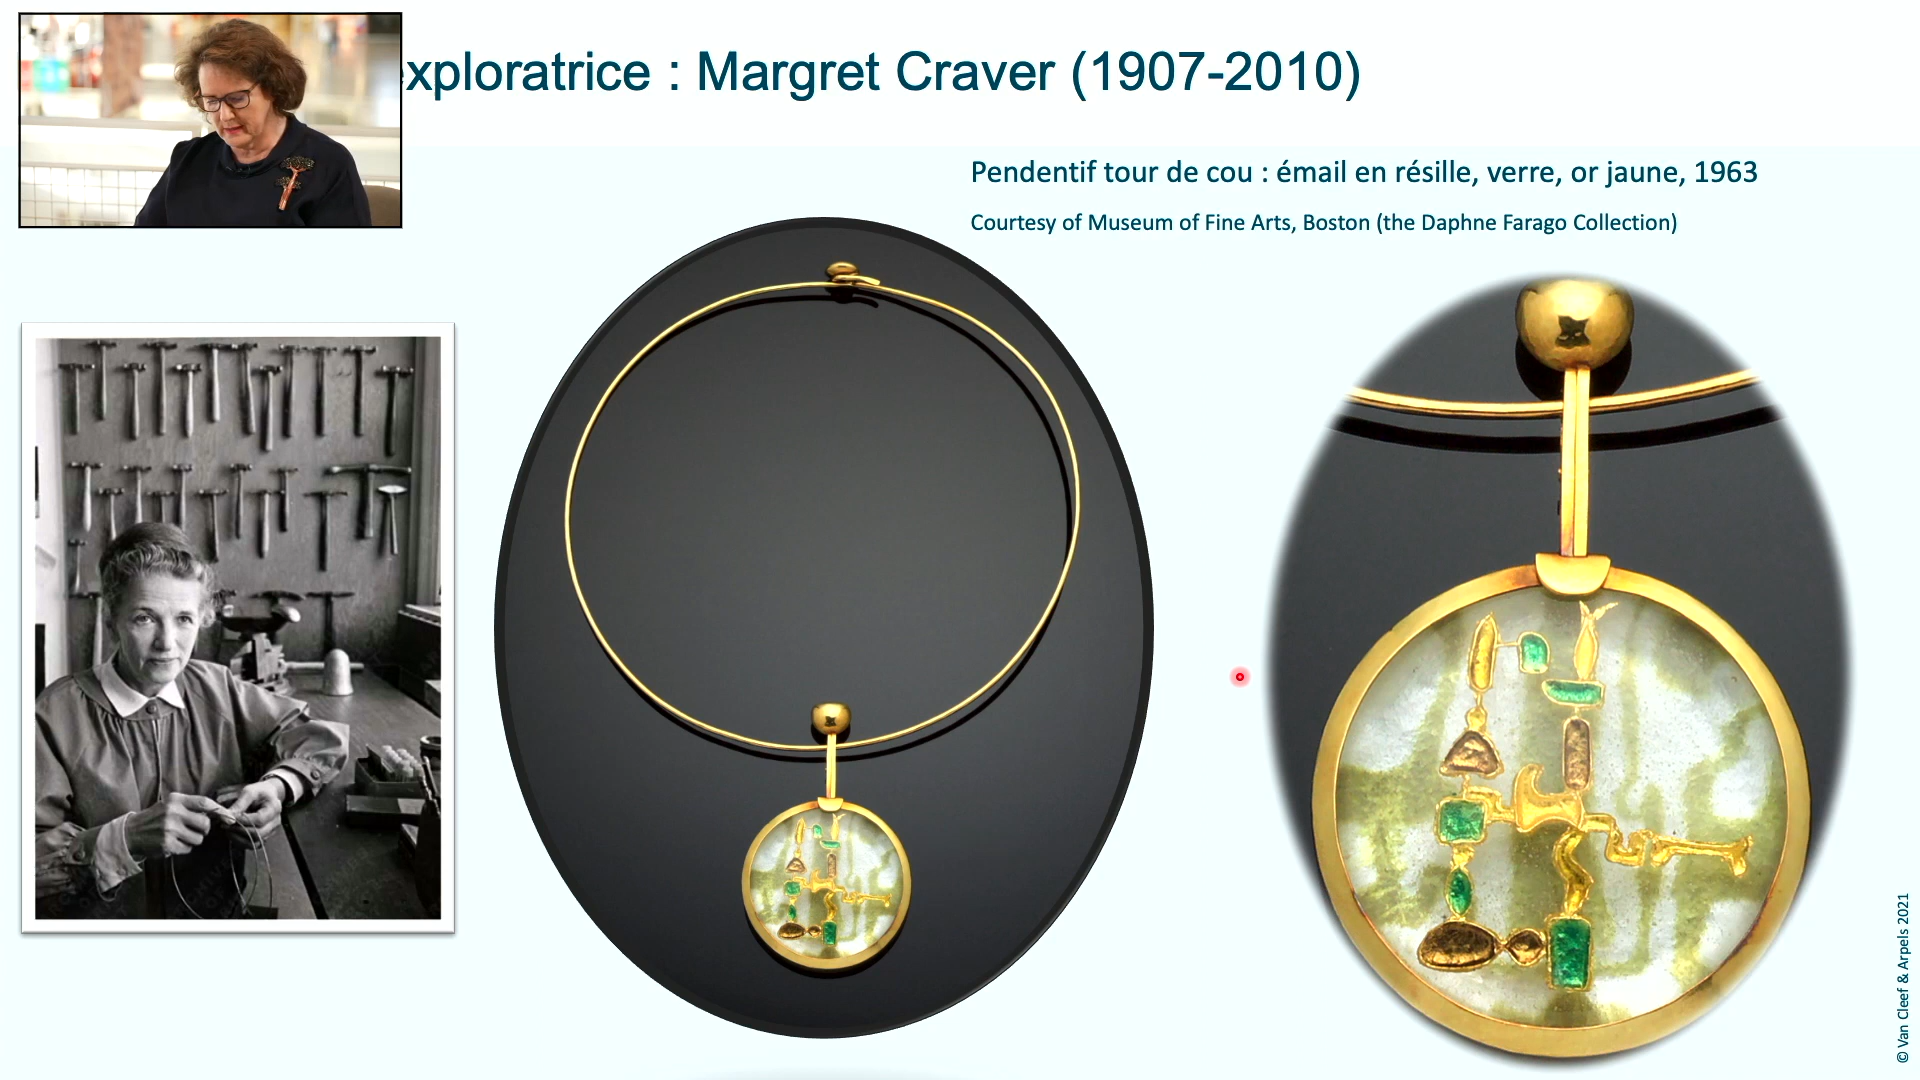 exploratrice : Margret Craver (1907-2010)
Pendentif tour de cou : émail en résille, verre, or jaune, 1963
Courtesy of Museum of Fine Arts, Boston (the Daphne Farago Collection)
© Van Cleef & Arpels 2021